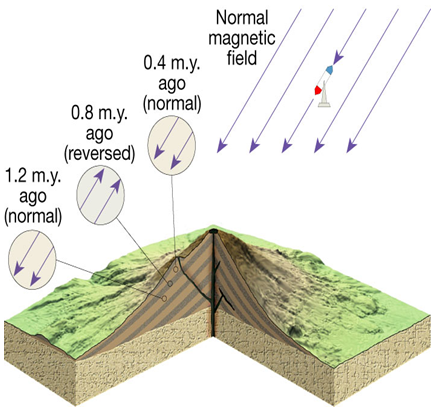 Normal
magnetic
field
0.4 m.y.
ago
(normal)
0.8 m.y.
ago
(reversed)
1.2 m.y.
ago
(normal)